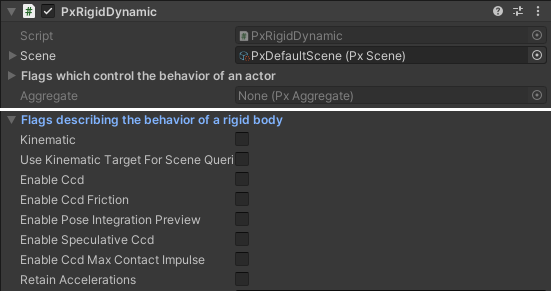 PxRigidDynamic
Script PxRigidDynamic
Scene PxDefaultScene (Px Scene)
Flags which control the behavior of an actor
Aggregate None (Px Aggregate)
Flags describing the behavior of a rigid body
Kinematic
Use Kinematic Target For Scene Queri
Enable Ccd
Enable Ccd Friction
Enable Pose Integration Preview
Enable Speculative Ccd
Enable Ccd Max Contact Impulse
Retain Accelerations